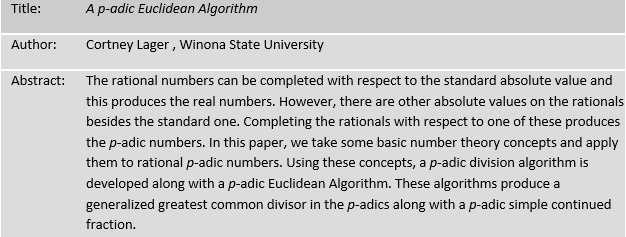 Title: A p-adic Euclidean Algorithm
Author: Cortney Lager , Winona State University
Abstract: The rational numbers can be completed with respect to the standard absolute value and
this produces the real numbers. However, there are other absolute values on the rationals
besides the standard one. Completing the rationals with respect to one of these produces
the p-adic numbers. In this paper, we take some basic number theory concepts and apply
them to rational p-adic numbers. Using these concepts, a p-adic division algorithm is
developed along with a p-adic Euclidean Algorithm. These algorithms produce a
generalized greatest common divisor in the p-adics along with a p-adic simple continued
fraction.